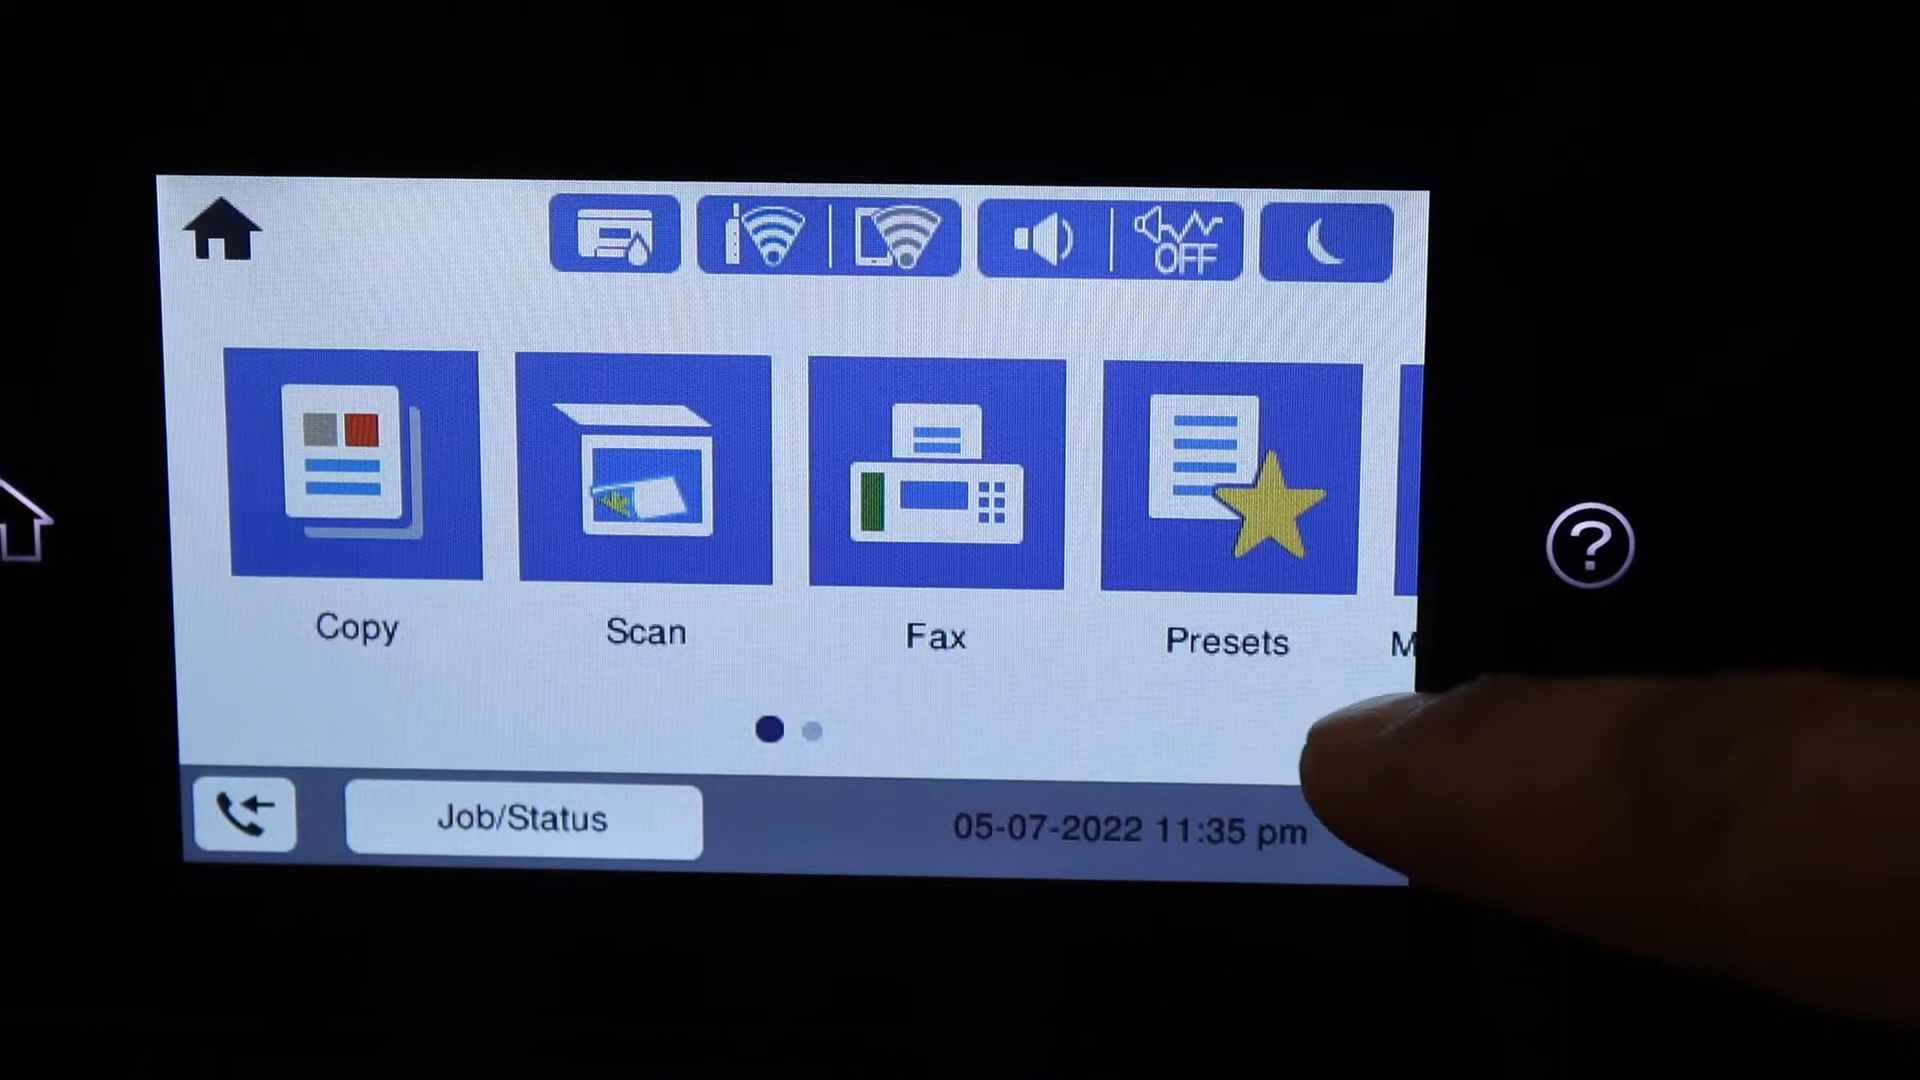 OFF
Copy
Scan
Fax
Presets
M
Job/Status
05-07-2022 11:35 pm
?